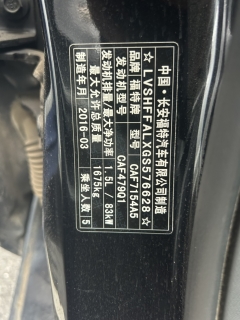 中国·长安福特汽车有限公司制造
☆LVSHFFALXGS576628☆
品牌 福特牌 型号 CAF7154A5
发动机型号 CAF479Q1
发动机排量/最大净功率 1.5L 83kW
最大允许总质量 1675kg
制造年月 2016-03 乘坐人数 5